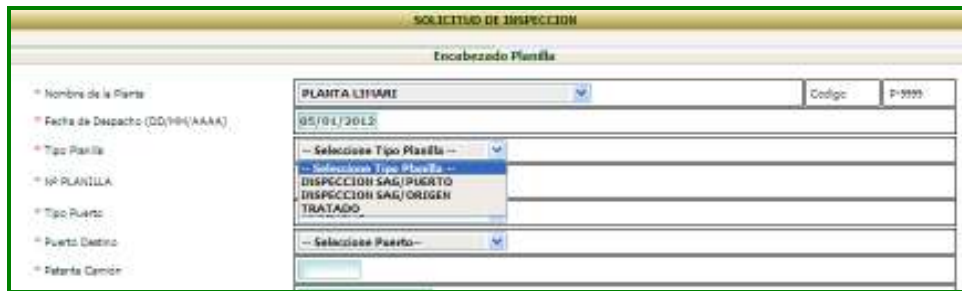 SOLICITUD DE INSPECCION
Encabezado Planilla
* Nombre de la Planta PLANTA LIMARI Codigo P-9999
* Fecha de Despacho (DD/MM/AAAA) 05/01/2012
* Tipo Planilla -- Seleccione Tipo Planilla --
-- Seleccione Tipo Planilla --
* Nº PLANILLA INSPECCION SAG/PUERTO
INSPECCION SAG/ORIGEN
TRATADO
* Tipo Puerto
* Puerto Destino -- Seleccione Puerto--
* Patente Camión